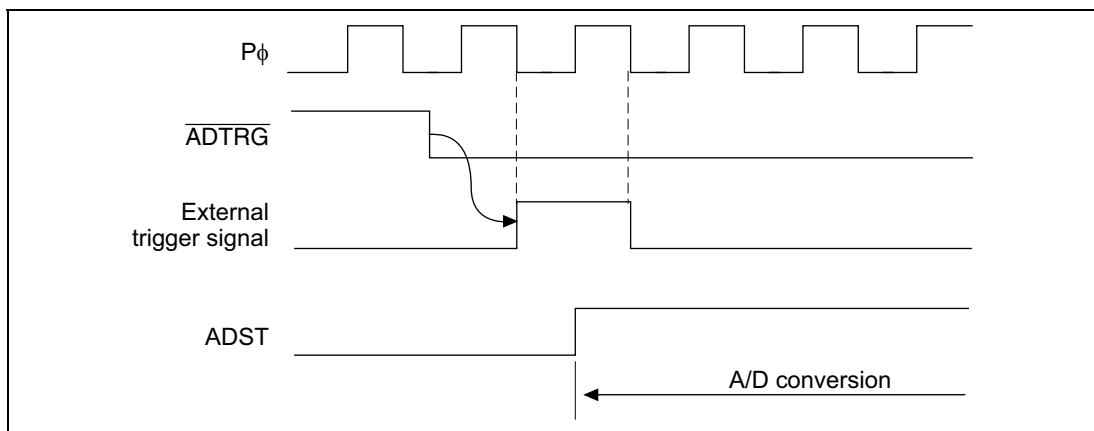 Pϕ
ADTRG
External
trigger signal
ADST
A/D conversion